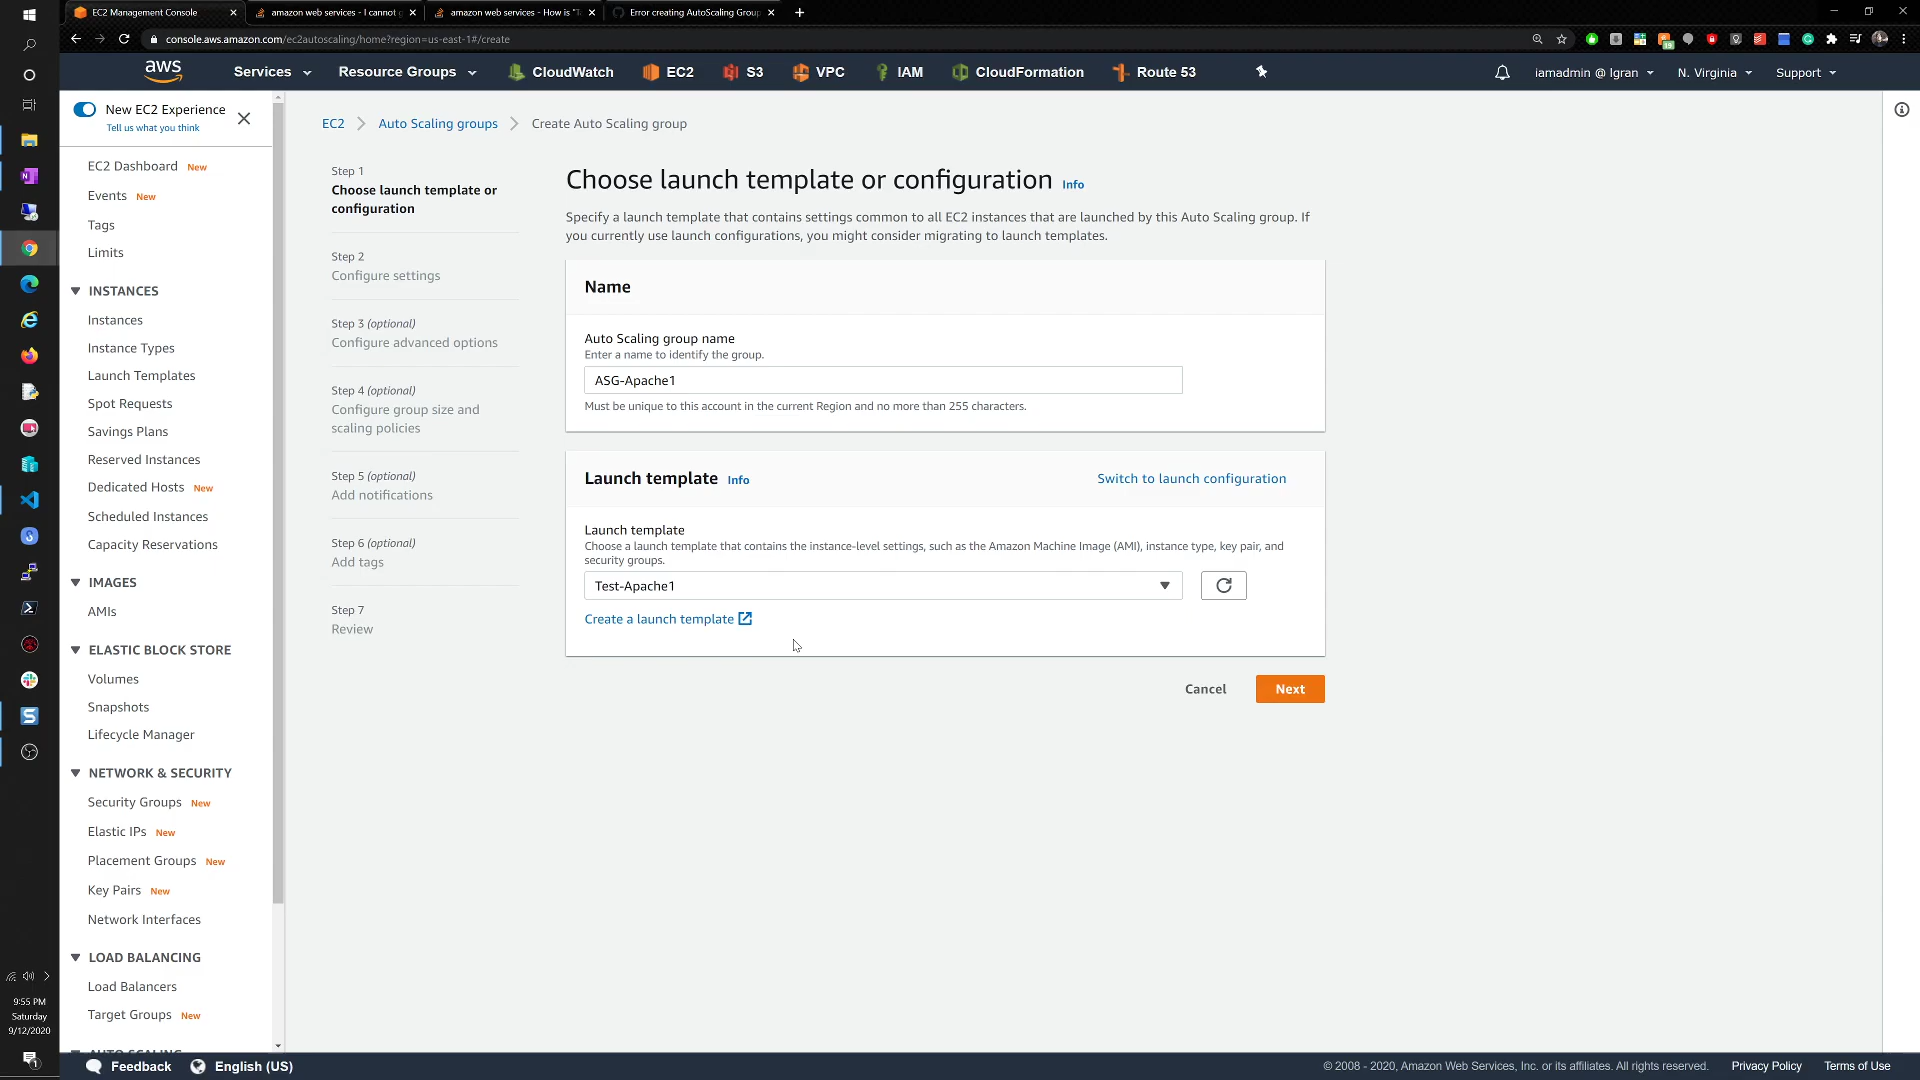 EC2 Management Console
amazon web services - I cannot g
amazon web services - How is "T
Error creating AutoScaling Group
console.aws.amazon.com/ec2autoscaling/home?region=us-east-1#/create
aws
Services
Resource Groups
CloudWatch
EC2
S3
VPC
IAM
CloudFormation
Route 53
iamadmin @ lgran
N. Virginia
Support
New EC2 Experience
Tell us what you think
EC2 Dashboard New
Events New
Tags
Limits
INSTANCES
Instances
Instance Types
Launch Templates
Spot Requests
Savings Plans
Reserved Instances
Dedicated Hosts New
Scheduled Instances
Capacity Reservations
IMAGES
AMIs
ELASTIC BLOCK STORE
Volumes
Snapshots
Lifecycle Manager
NETWORK & SECURITY
Security Groups New
Elastic IPs New
Placement Groups New
Key Pairs New
Network Interfaces
LOAD BALANCING
Load Balancers
Target Groups New
AUTO SCALING
EC2
Auto Scaling groups
Create Auto Scaling group
Step 1
Choose launch template or
configuration
Step 2
Configure settings
Step 3 (optional)
Configure advanced options
Step 4 (optional)
Configure group size and
scaling policies
Step 5 (optional)
Add notifications
Step 6 (optional)
Add tags
Step 7
Review
Choose launch template or configuration Info
Specify a launch template that contains settings common to all EC2 instances that are launched by this Auto Scaling group. If
you currently use launch configurations, you might consider migrating to launch templates.
Name
Auto Scaling group name
Enter a name to identify the group.
ASG-Apache1
Must be unique to this account in the current Region and no more than 255 characters.
Launch template Info
Switch to launch configuration
Launch template
Choose a launch template that contains the instance-level settings, such as the Amazon Machine Image (AMI), instance type, key pair, and
security groups.
Test-Apache1
Create a launch template
Cancel
Next
9:55 PM
Saturday
9/12/2020
Feedback
English (US)
© 2008 - 2020, Amazon Web Services, Inc. or its affiliates. All rights reserved.
Privacy Policy
Terms of Use